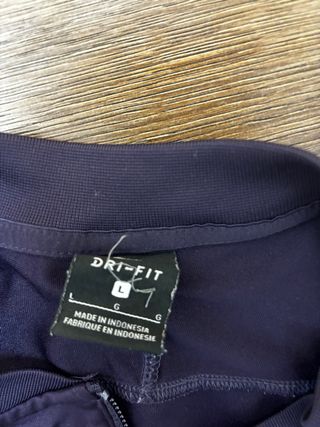 DRI-FIT
L
L G G
MADE IN INDONESIA
FABRIQUE EN INDONESIE